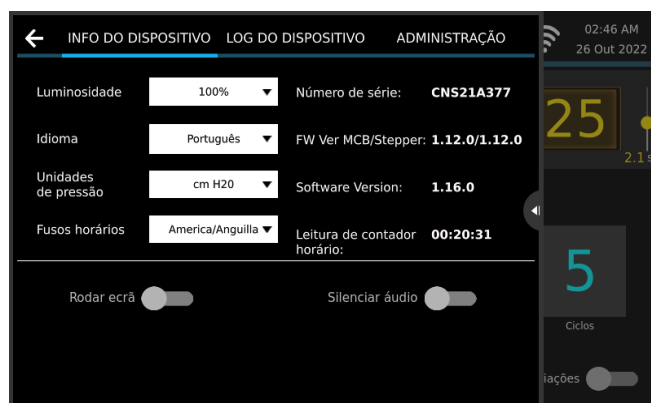 INFO DO DISPOSITIVO LOG DO DISPOSITIVO ADMINISTRAÇÃO
02:46 AM
26 Out 2022
Luminosidade 100% Número de série: CNS21A377
Idioma Português FW Ver MCB/Stepper: 1.12.0/1.12.0
Unidades
de pressão cm H20 Software Version: 1.16.0
Fusos horários America/Anguilla Leitura de contador 00:20:31
horário:
Rodar ecrã Silenciar áudio
25
2.1
5
Ciclos